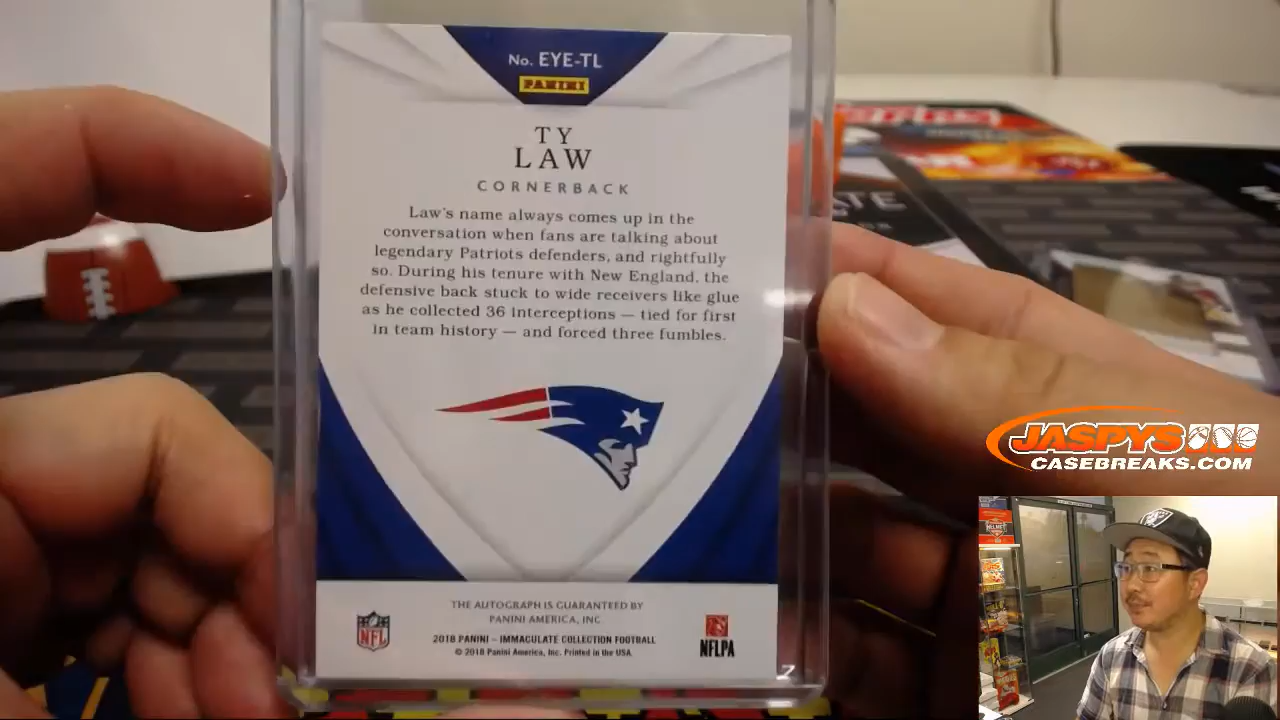 No. EYE-TL
PANINI
TY
LAW
CORNERBACK
Law's name always comes up in the
conversation when fans are talking about
legendary Patriots defenders, and rightfully
so. During his tenure with New England, the
defensive back stuck to wide receivers like glue
as he collected 36 interceptions — tied for first
in team history — and forced three fumbles.
THE AUTOGRAPH IS GUARANTEED BY
PANINI AMERICA, INC.
2018 PANINI – IMMACULATE COLLECTION FOOTBALL
© 2018 Panini America, Inc. Printed in the USA
NFL
NFLPA
JASPYS
CASEBREAKS.COM